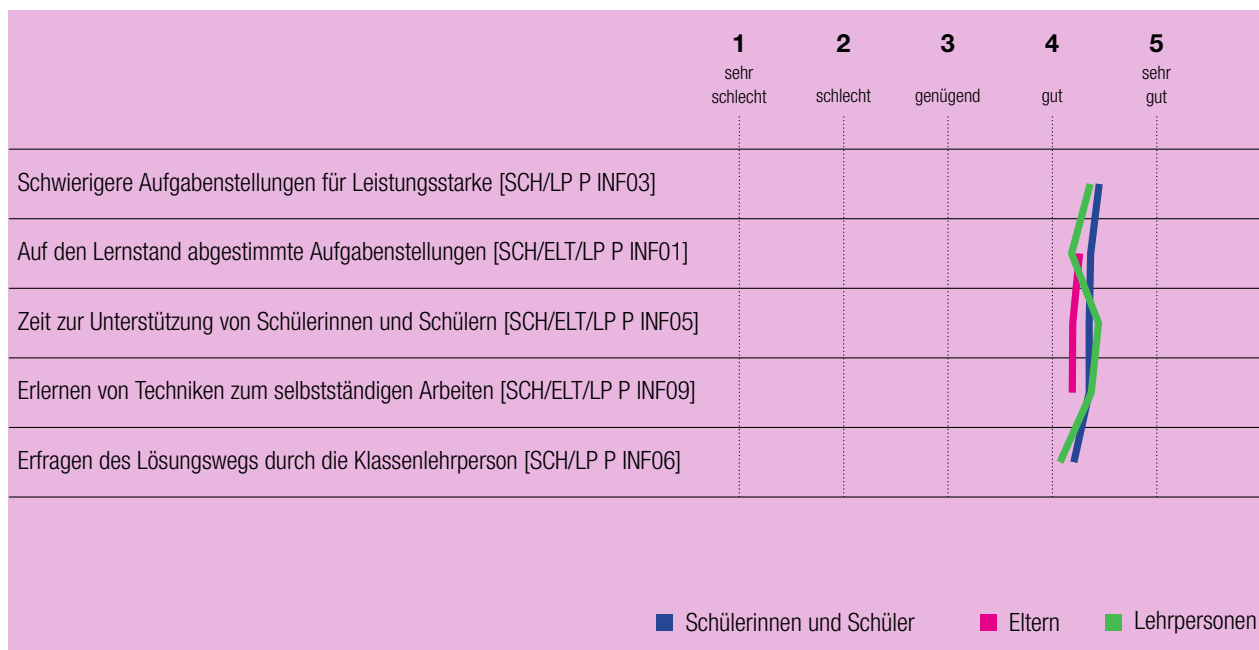 1 2 3 4 5
sehr sehr
schlecht schlecht genügend gut gut
Schwierigere Aufgabenstellungen für Leistungsstarke [SCH/LP P INF03]
Auf den Lernstand abgestimmte Aufgabenstellungen [SCH/ELT/LP P INF01]
Zeit zur Unterstützung von Schülerinnen und Schülern [SCH/ELT/LP P INF05]
Erlernen von Techniken zum selbstständigen Arbeiten [SCH/ELT/LP P INF09]
Erfragen des Lösungswegs durch die Klassenlehrperson [SCH/LP P INF06]
Schülerinnen und Schüler Eltern Lehrpersonen